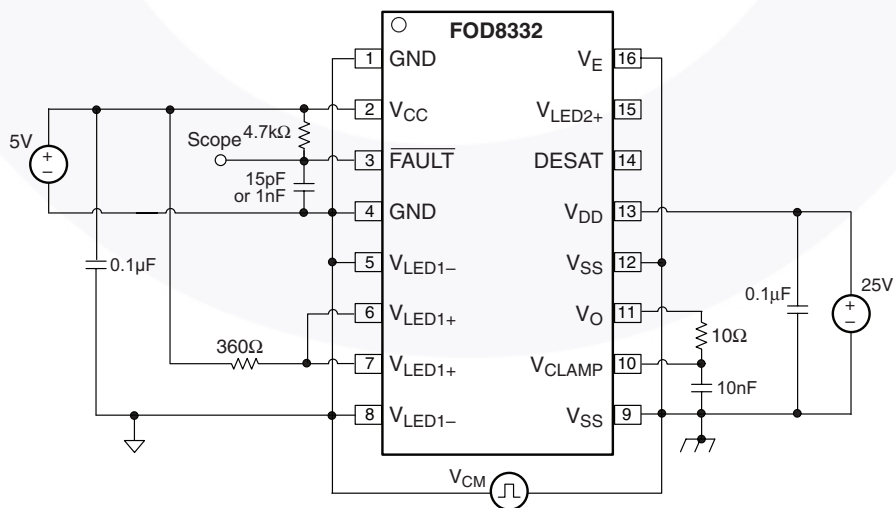 FOD8332
1 GND
VE 16
2 VCC
VLED2+ 15
5V
+
−
Scope
4.7kΩ
3 FAULT
DESAT 14
15pF
or 1nF
4 GND
VDD 13
0.1µF
5 VLED1−
VSS 12
0.1µF
25V
+
−
6 VLED1+
VO 11
10Ω
360Ω
7 VLED1+
VCLAMP 10
10nF
8 VLED1−
VSS 9
VCM